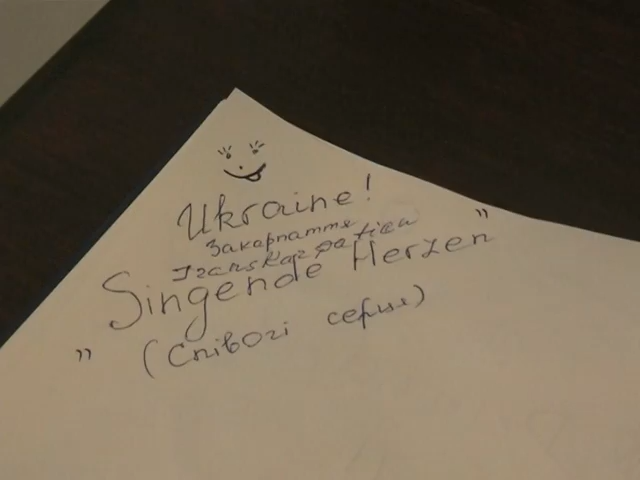 Ukraine!
Закарпаття
Transkarpatien
"Singende Herzen"
(Співочі серця)